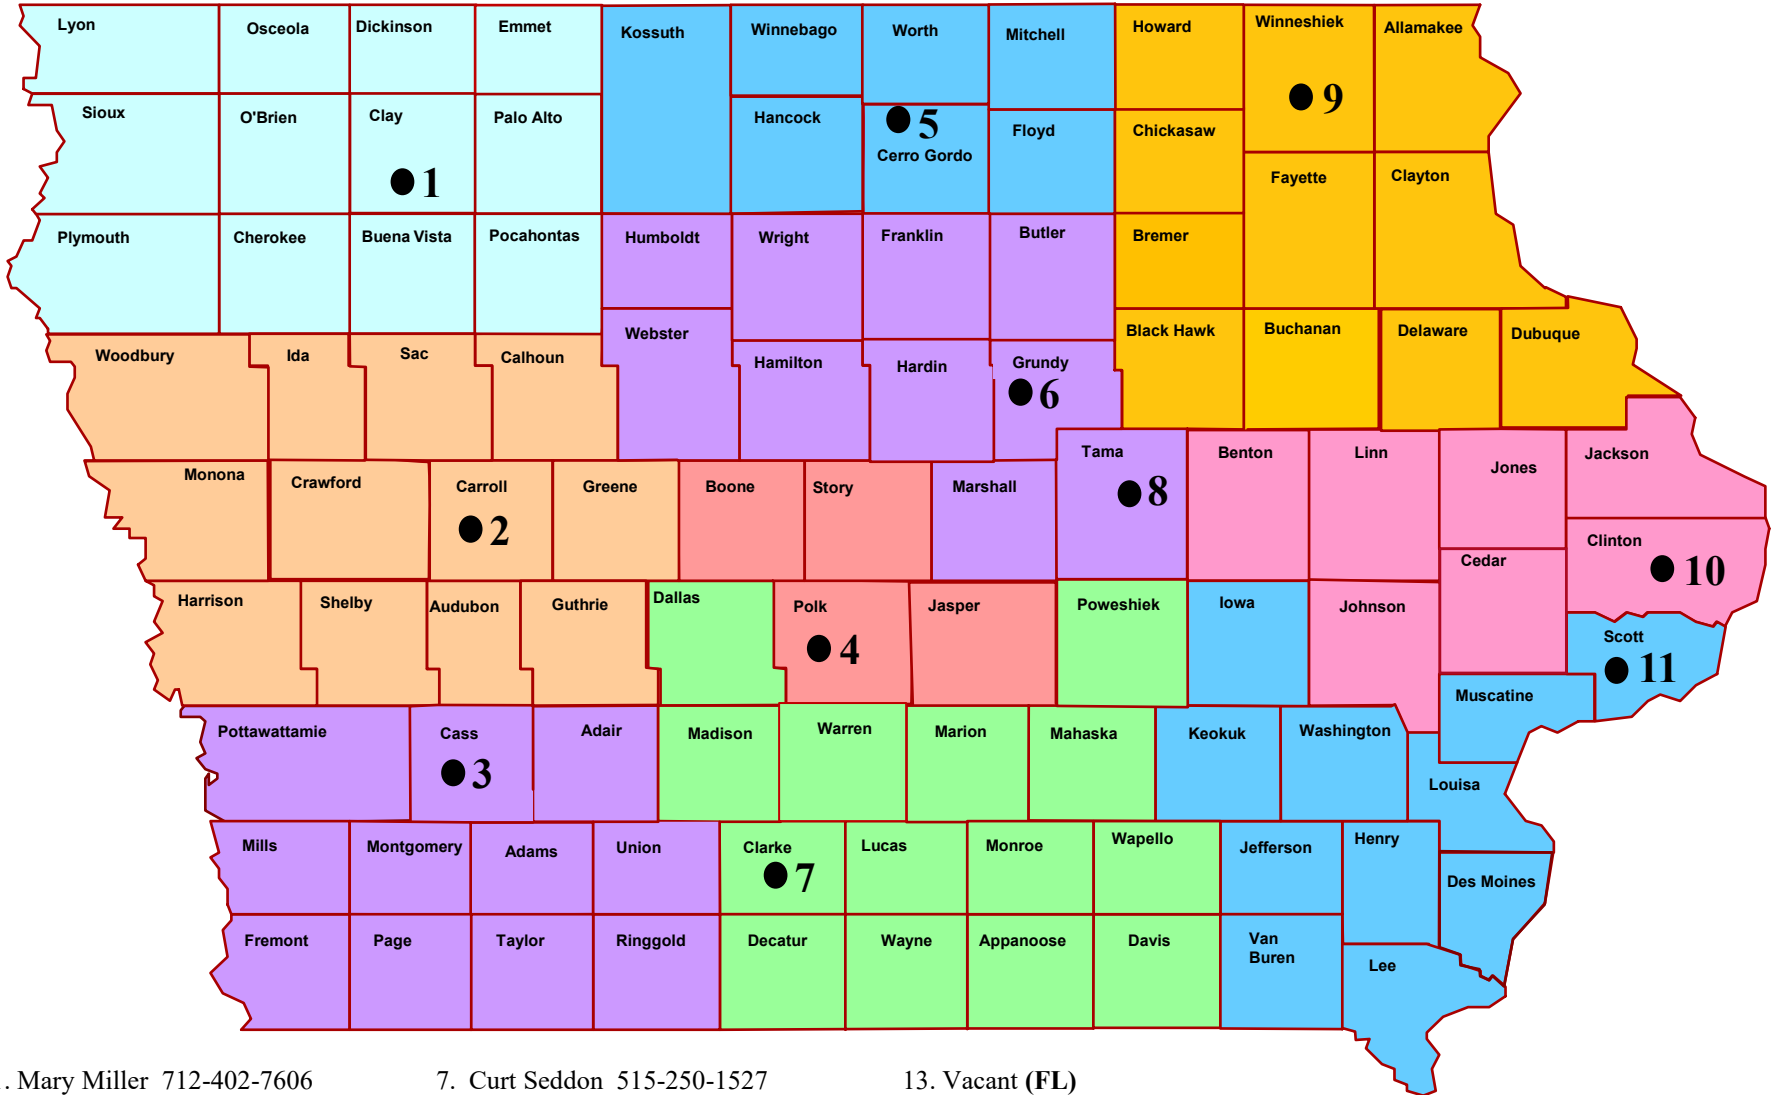 Lyon
Osceola
Dickinson
Emmet
Kossuth
Winnebago
Worth
Mitchell
Howard
Winneshiek
Allamakee
Sioux
O'Brien
Clay
Palo Alto
Hancock
Cerro Gordo
Floyd
Chickasaw
9
5
1
Fayette
Clayton
Plymouth
Cherokee
Buena Vista
Pocahontas
Humboldt
Wright
Franklin
Butler
Bremer
Woodbury
Ida
Sac
Calhoun
Webster
Hamilton
Hardin
Grundy
6
Black Hawk
Buchanan
Delaware
Dubuque
Monona
Crawford
Carroll
2
Greene
Boone
Story
Marshall
Tama
8
Benton
Linn
Jones
Jackson
Clinton
10
Cedar
Harrison
Shelby
Audubon
Guthrie
Dallas
Polk
4
Jasper
Poweshiek
Iowa
Johnson
Scott
11
Muscatine
Pottawattamie
Cass
3
Adair
Madison
Warren
Marion
Mahaska
Keokuk
Washington
Louisa
Mills
Montgomery
Adams
Union
Clarke
7
Lucas
Monroe
Wapello
Jefferson
Henry
Des Moines
Fremont
Page
Taylor
Ringgold
Decatur
Wayne
Appanoose
Davis
Van
Buren
Lee
. Mary Miller 712-402-7606
7. Curt Seddon 515-250-1527
13. Vacant (FL)